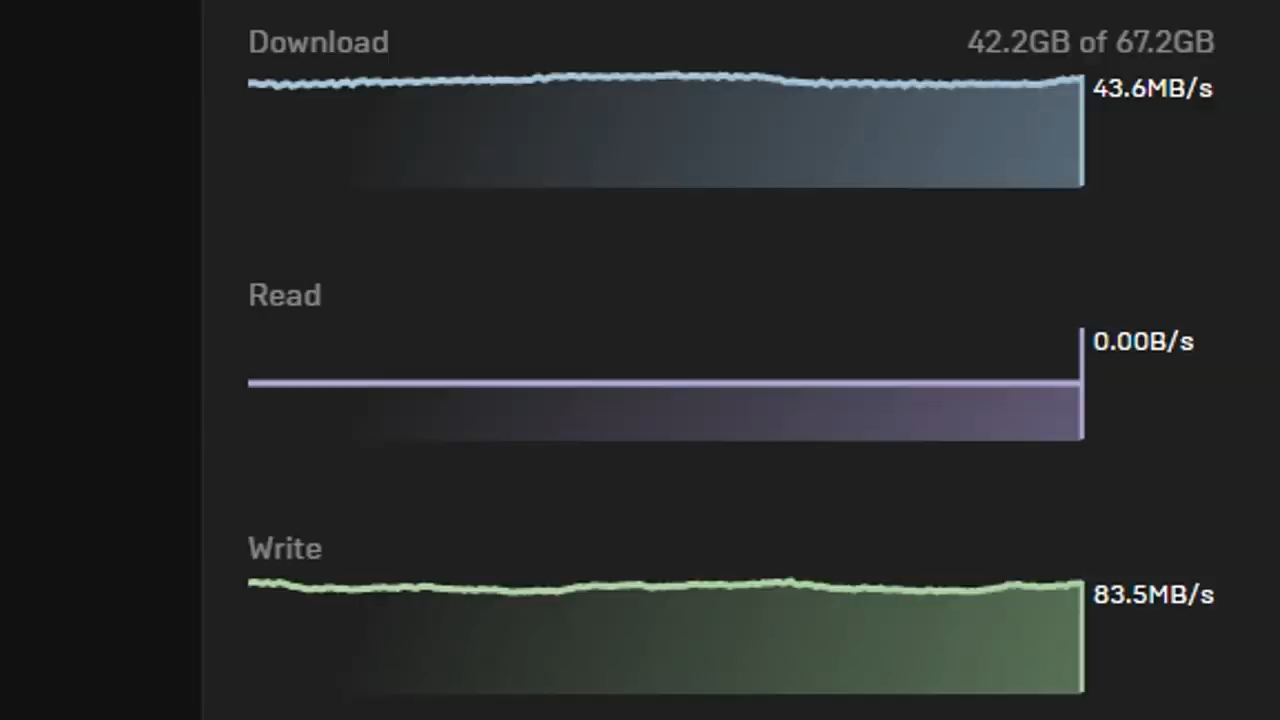 Download 42.2GB of 67.2GB
43.6MB/s
Read
0.00B/s
Write
83.5MB/s